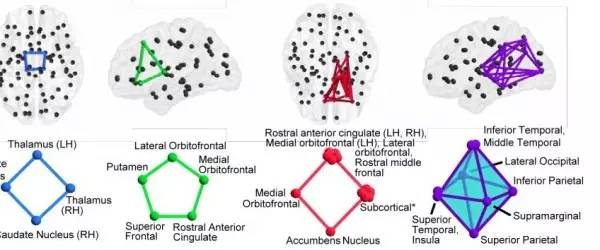 Thalamus (LH)
Thalamus
(RH)
Caudate Nucleus (RH)
Lateral Orbitofrontal
Putamen
Medial
Orbitofrontal
Superior
Frontal
Rostral Anterior
Cingulate
Rostral anterior cingulate (LH, RH),
Medial orbitofrontal (LH), Lateral
orbitofrontal,
Rostral middle
frontal
Medial
Orbitofrontal
Subcortical*
Accumbens Nucleus
Inferior Temporal,
Middle Temporal
Lateral Occipital
Inferior Parietal
Supramarginal
Superior
Temporal,
Insula
Superior Parietal